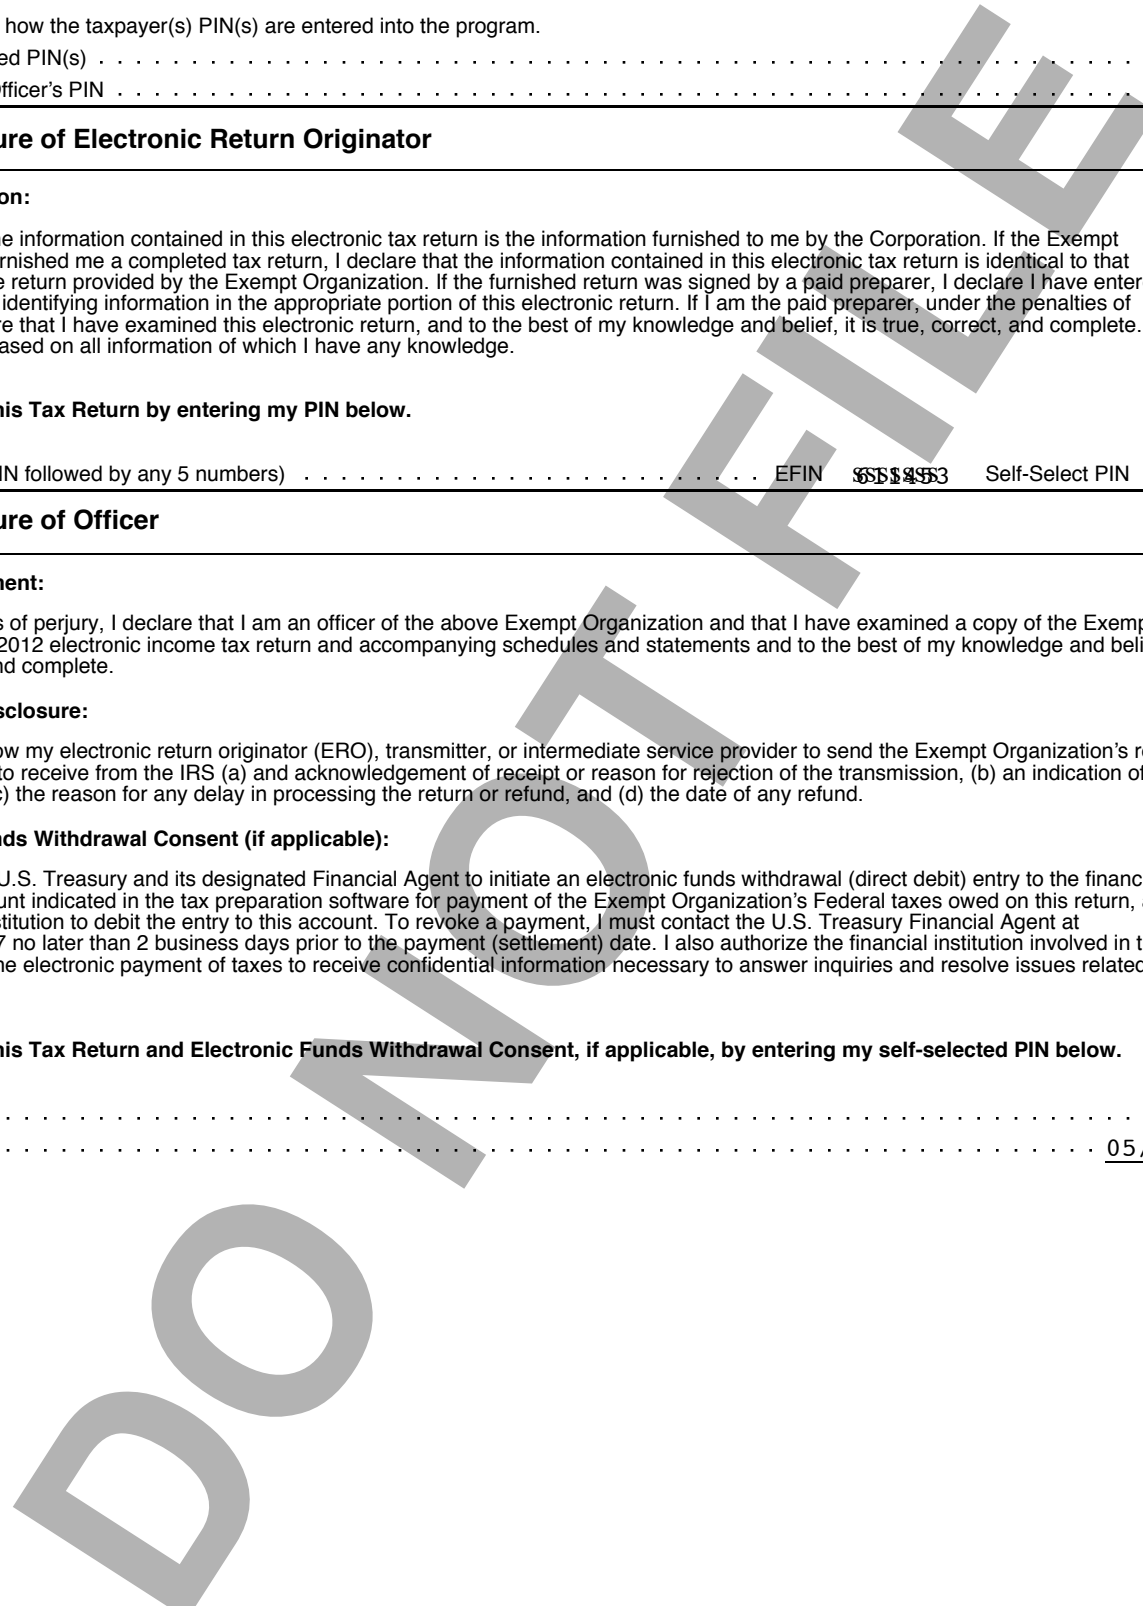 how the taxpayer(s) PIN(s) are entered into the program.
ed PIN(s)
Officer's PIN
ure of Electronic Return Originator
on:
ne information contained in this electronic tax return is the information furnished to me by the Corporation. If the Exempt
rnished me a completed tax return, I declare that the information contained in this electronic tax return is identical to that
e return provided by the Exempt Organization. If the furnished return was signed by a paid preparer, I declare I have enter
identifying information in the appropriate portion of this electronic return. If I am the paid preparer, under the penalties of
re that I have examined this electronic return, and to the best of my knowledge and belief, it is true, correct, and complete.
ased on all information of which I have any knowledge.
his Tax Return by entering my PIN below.
IN followed by any 5 numbers) EFIN Self-Select PIN
ure of Officer
ment:
s of perjury, I declare that I am an officer of the above Exempt Organization and that I have examined a copy of the Exemp
2012 electronic income tax return and accompanying schedules and statements and to the best of my knowledge and beli
nd complete.
sclosure:
ow my electronic return originator (ERO), transmitter, or intermediate service provider to send the Exempt Organization's r
to receive from the IRS (a) and acknowledgement of receipt or reason for rejection of the transmission, (b) an indication of
c) the reason for any delay in processing the return or refund, and (d) the date of any refund.
nds Withdrawal Consent (if applicable):
U.S. Treasury and its designated Financial Agent to initiate an electronic funds withdrawal (direct debit) entry to the financ
unt indicated in the tax preparation software for payment of the Exempt Organization's Federal taxes owed on this return,
stitution to debit the entry to this account. To revoke a payment, I must contact the U.S. Treasury Financial Agent at
7 no later than 2 business days prior to the payment (settlement) date. I also authorize the financial institution involved in t
he electronic payment of taxes to receive confidential information necessary to answer inquiries and resolve issues related
his Tax Return and Electronic Funds Withdrawal Consent, if applicable, by entering my self-selected PIN below.
05/
DO NOT FILE